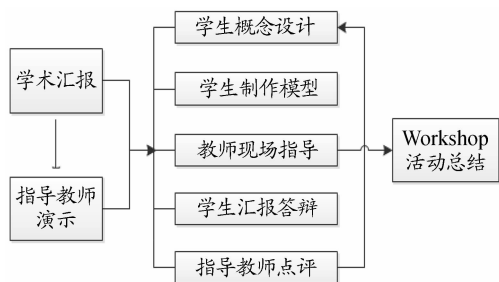 学术汇报
指导教师
演示
学生概念设计
学生制作模型
教师现场指导
学生汇报答辩
指导教师点评
Workshop
活动总结